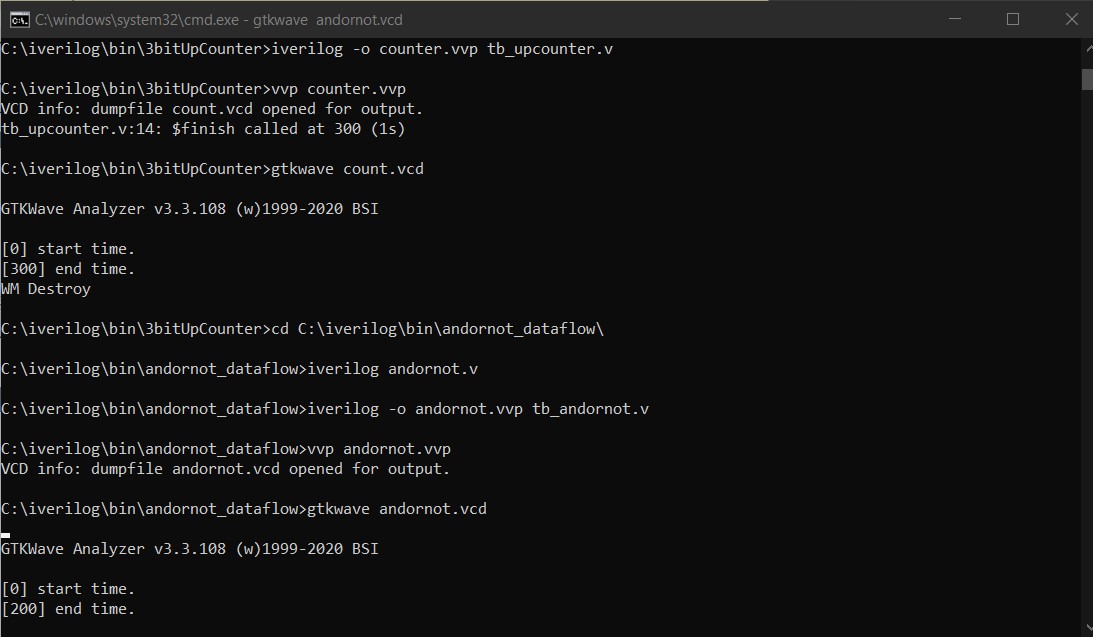 C:\windows\system32\cmd.exe - gtkwave  andornot.vcd
C:\iverilog\bin\3bitUpCounter>iverilog -o counter.vvp tb_upcounter.v
C:\iverilog\bin\3bitUpCounter>vvp counter.vvp
VCD info: dumpfile count.vcd opened for output.
tb_upcounter.v:14: $finish called at 300 (1s)
C:\iverilog\bin\3bitUpCounter>gtkwave count.vcd
GTKWave Analyzer v3.3.108 (w)1999-2020 BSI
[0] start time.
[300] end time.
WM Destroy
C:\iverilog\bin\3bitUpCounter>cd C:\iverilog\bin\andornot_dataflow\
C:\iverilog\bin\andornot_dataflow>iverilog andornot.v
C:\iverilog\bin\andornot_dataflow>iverilog -o andornot.vvp tb_andornot.v
C:\iverilog\bin\andornot_dataflow>vvp andornot.vvp
VCD info: dumpfile andornot.vcd opened for output.
C:\iverilog\bin\andornot_dataflow>gtkwave andornot.vcd
GTKWave Analyzer v3.3.108 (w)1999-2020 BSI
[0] start time.
[200] end time.